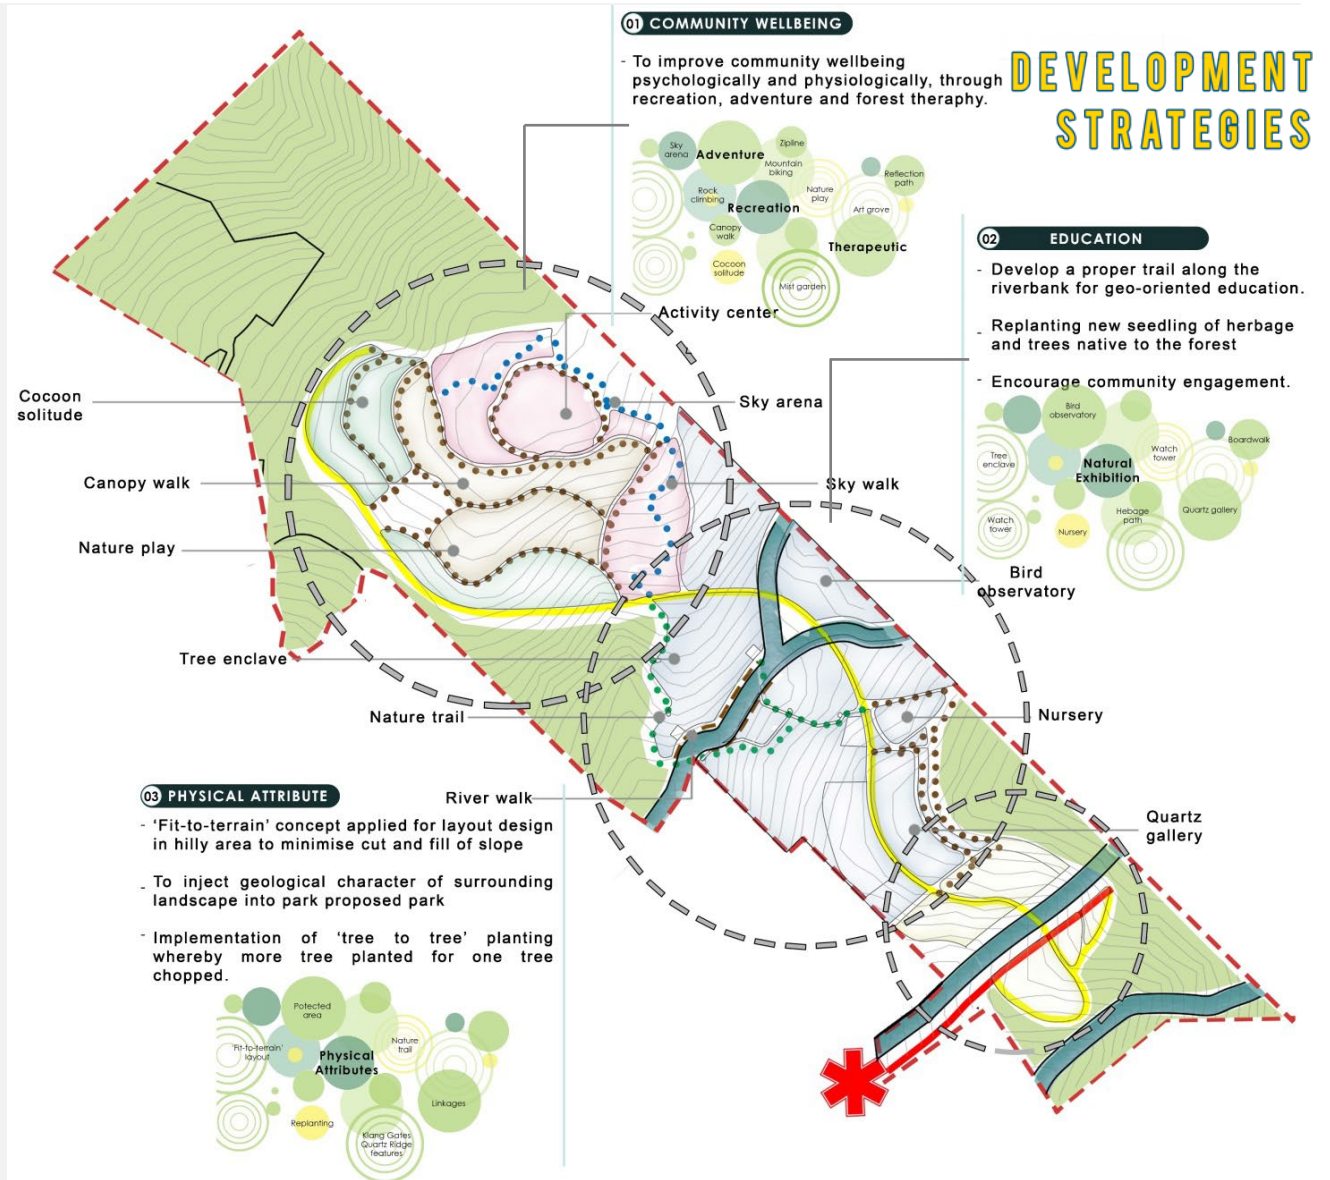 DEVELOPMENT
STRATEGIES
01 COMMUNITY WELLBEING
- To improve community wellbeing
psychologically and physiologically, through
recreation, adventure and forest theraphy.
Sky
arena
Adventure
Zipline
Mountain
biking
Reflection
path
Rock
climbing
Nature
play
Recreation
Art grove
Canopy
walk
Therapeutic
Cocoon
solitude
Mist garden
02 EDUCATION
- Develop a proper trail along the
riverbank for geo-oriented education.
- Replanting new seedling of herbage
and trees native to the forest
- Encourage community engagement.
Bird
observatory
Boardwalk
Watch
tower
Tree
enclave
Natural
Exhibition
Hebage
path
Quartz gallery
Watch
tower
Nursery
Activity center
Cocoon
solitude
Sky arena
Canopy walk
Sky walk
Nature play
Bird
observatory
Tree enclave
Nature trail
Nursery
River walk
Quartz
gallery
03 PHYSICAL ATTRIBUTE
- ‘Fit-to-terrain’ concept applied for layout design
in hilly area to minimise cut and fill of slope
- To inject geological character of surrounding
landscape into park proposed park
- Implementation of ‘tree to tree’ planting
whereby more tree planted for one tree
chopped.
Potected
area
Nature
trail
'Fit-to-terrain'
layout
Physical
Attributes
Linkages
Replanting
Klang Gates
Quartz Ridge
features